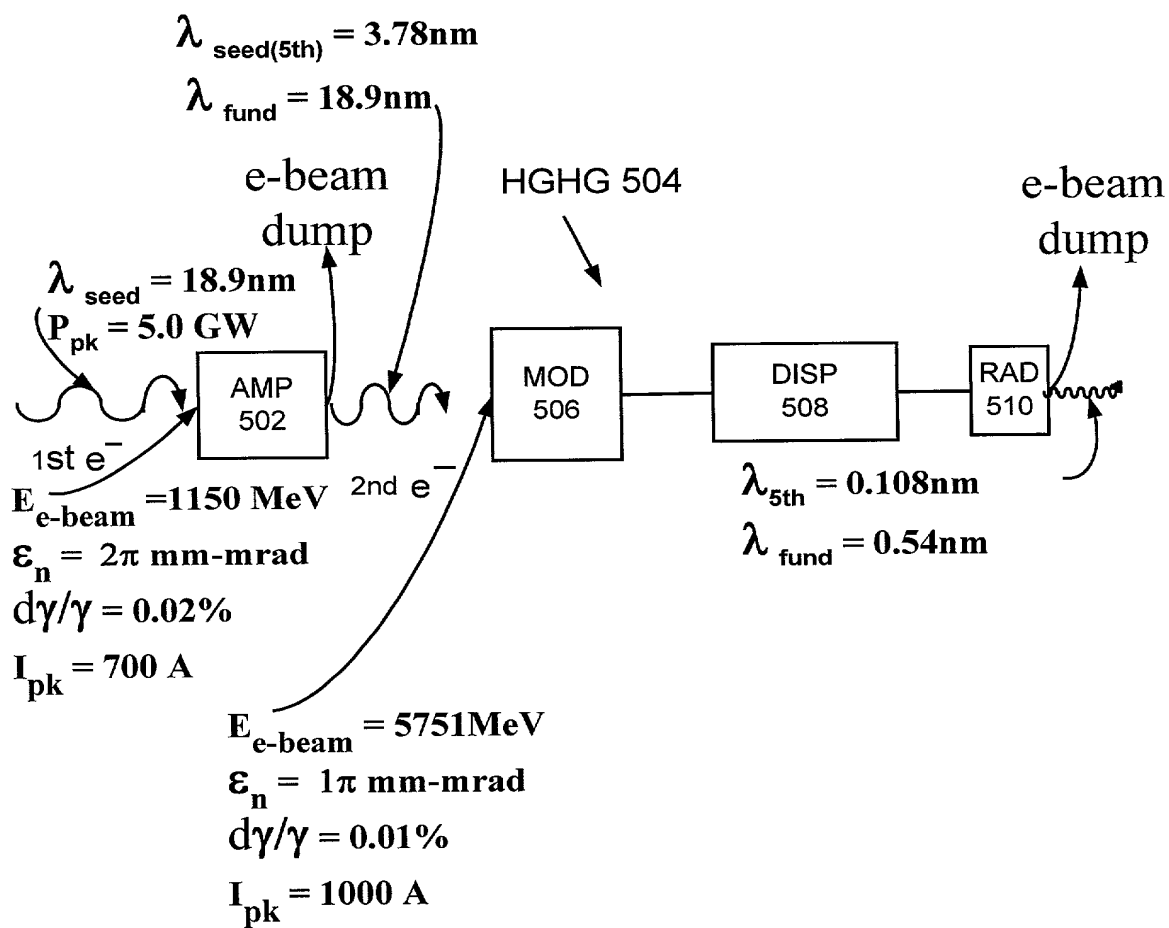 λ seed(5th) = 3.78nm
λ fund = 18.9nm
e-beam
dump
HGHG 504
e-beam
dump
λ seed = 18.9nm
P pk = 5.0 GW
AMP
502
MOD
506
DISP
508
RAD
510
1st e⁻
2nd e⁻
E e-beam =1150 MeV
ε n = 2π mm-mrad
dγ/γ = 0.02%
I pk = 700 A
λ 5th = 0.108nm
λ fund = 0.54nm
E e-beam = 5751MeV
ε n = 1π mm-mrad
dγ/γ = 0.01%
I pk = 1000 A